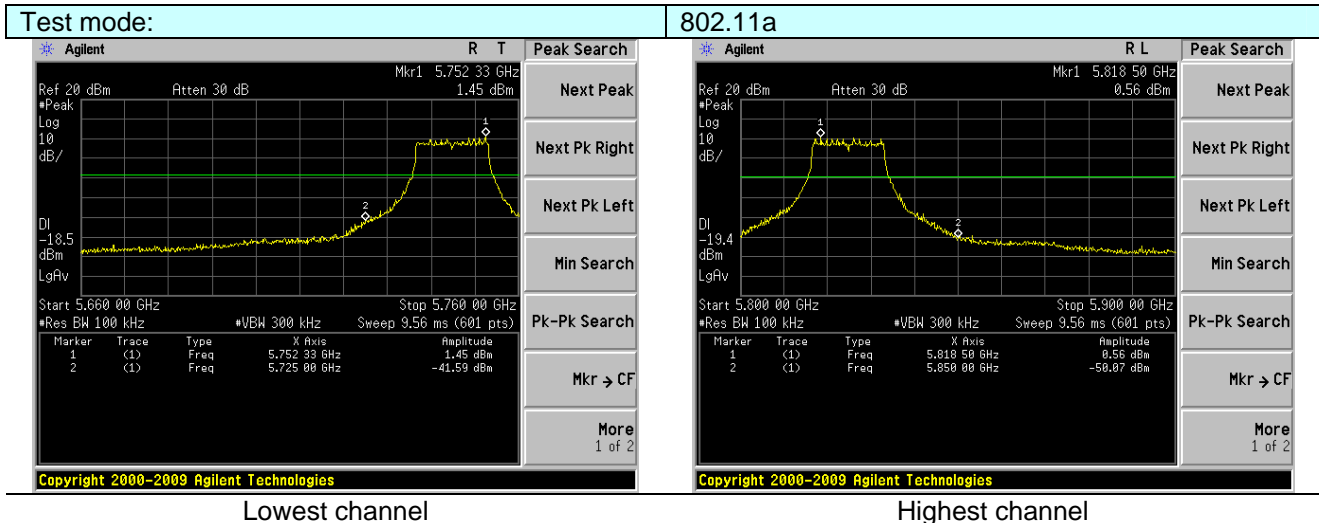 Test mode: 802.11a
Agilent R T Peak Search
Mkr1 5.752 33 GHz
Ref 20 dBm Atten 30 dB 1.45 dBm
#Peak
Log
10
dB/
1
2
DI
-18.5
dBm
LgAv
Start 5.660 00 GHz Stop 5.760 00 GHz
#Res BW 100 kHz #VBW 300 kHz Sweep 9.56 ms (601 pts)
Marker Trace Type X Axis Amplitude
1 (1) Freq 5.752 33 GHz 1.45 dBm
2 (1) Freq 5.725 00 GHz -41.59 dBm
Next Peak
Next Pk Right
Next Pk Left
Min Search
Pk-Pk Search
Mkr → CF
More
1 of 2
Copyright 2000-2009 Agilent Technologies
Lowest channel
Agilent R L Peak Search
Mkr1 5.818 50 GHz
Ref 20 dBm Atten 30 dB 0.56 dBm
#Peak
Log
10
dB/
1
2
DI
-19.4
dBm
LgAv
Start 5.800 00 GHz Stop 5.900 00 GHz
#Res BW 100 kHz #VBW 300 kHz Sweep 9.56 ms (601 pts)
Marker Trace Type X Axis Amplitude
1 (1) Freq 5.818 50 GHz 0.56 dBm
2 (1) Freq 5.850 00 GHz -50.07 dBm
Next Peak
Next Pk Right
Next Pk Left
Min Search
Pk-Pk Search
Mkr → CF
More
1 of 2
Copyright 2000-2009 Agilent Technologies
Highest channel